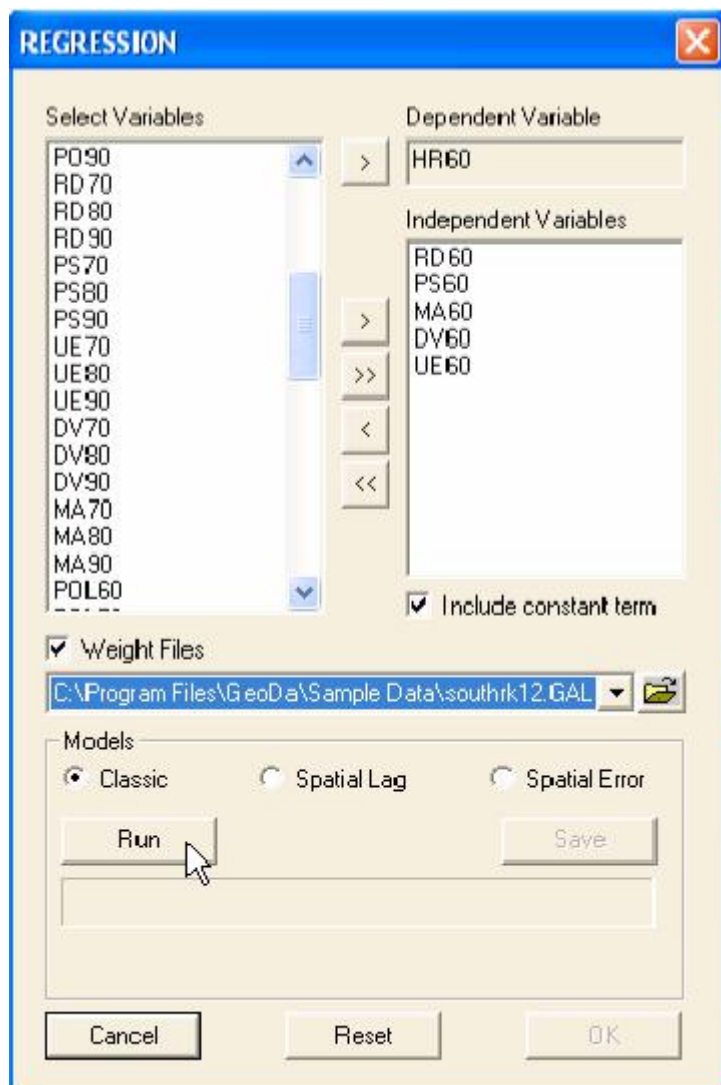 REGRESSION
Select Variables
PO90
RD70
RD80
RD90
PS70
PS80
PS90
UE70
UE80
UE90
DV70
DV80
DV90
MA70
MA80
MA90
POL60
>
Dependent Variable
HR60
Independent Variables
RD60
PS60
MA60
DV60
UE60
>
>>
<
<<
Include constant term
Weight Files
C:\Program Files\GeoDa\Sample Data\southrk12.GAL
Models
Classic
Spatial Lag
Spatial Error
Run
Save
Cancel
Reset
OK